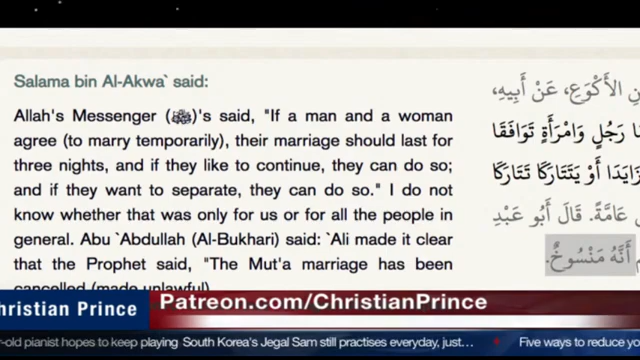 Salama bin Al-Akwa` said:
Allah's Messenger (ﷺ)'s said, "If a man and a woman
agree (to marry temporarily), their marriage should last for
three nights, and if they like to continue, they can do so;
and if they want to separate, they can do so." I do not
know whether that was only for us or for all the people in
general. Abu `Abdullah (Al-Bukhari) said: `Ali made it clear
that the Prophet said, "The Mut'a marriage has been
cancelled (made unlawful).
نِ الأَكْوَعِ، عَنْ أَبِيهِ،
رَجُلٍ وَامْرَأَةٍ تَوَافَقَا
أَوْ يَتَتَارَكَا تَتَارَكَا
عَامَّةً. قَالَ أَبُو عَبْدِ
أَنَّهُ مَنْسُوخٌ.
Christian Prince
Patreon.com/ChristianPrince
-old pianist hopes to keep playing South Korea's Jegal Sam still practises everyday, just... Five ways to reduce yo